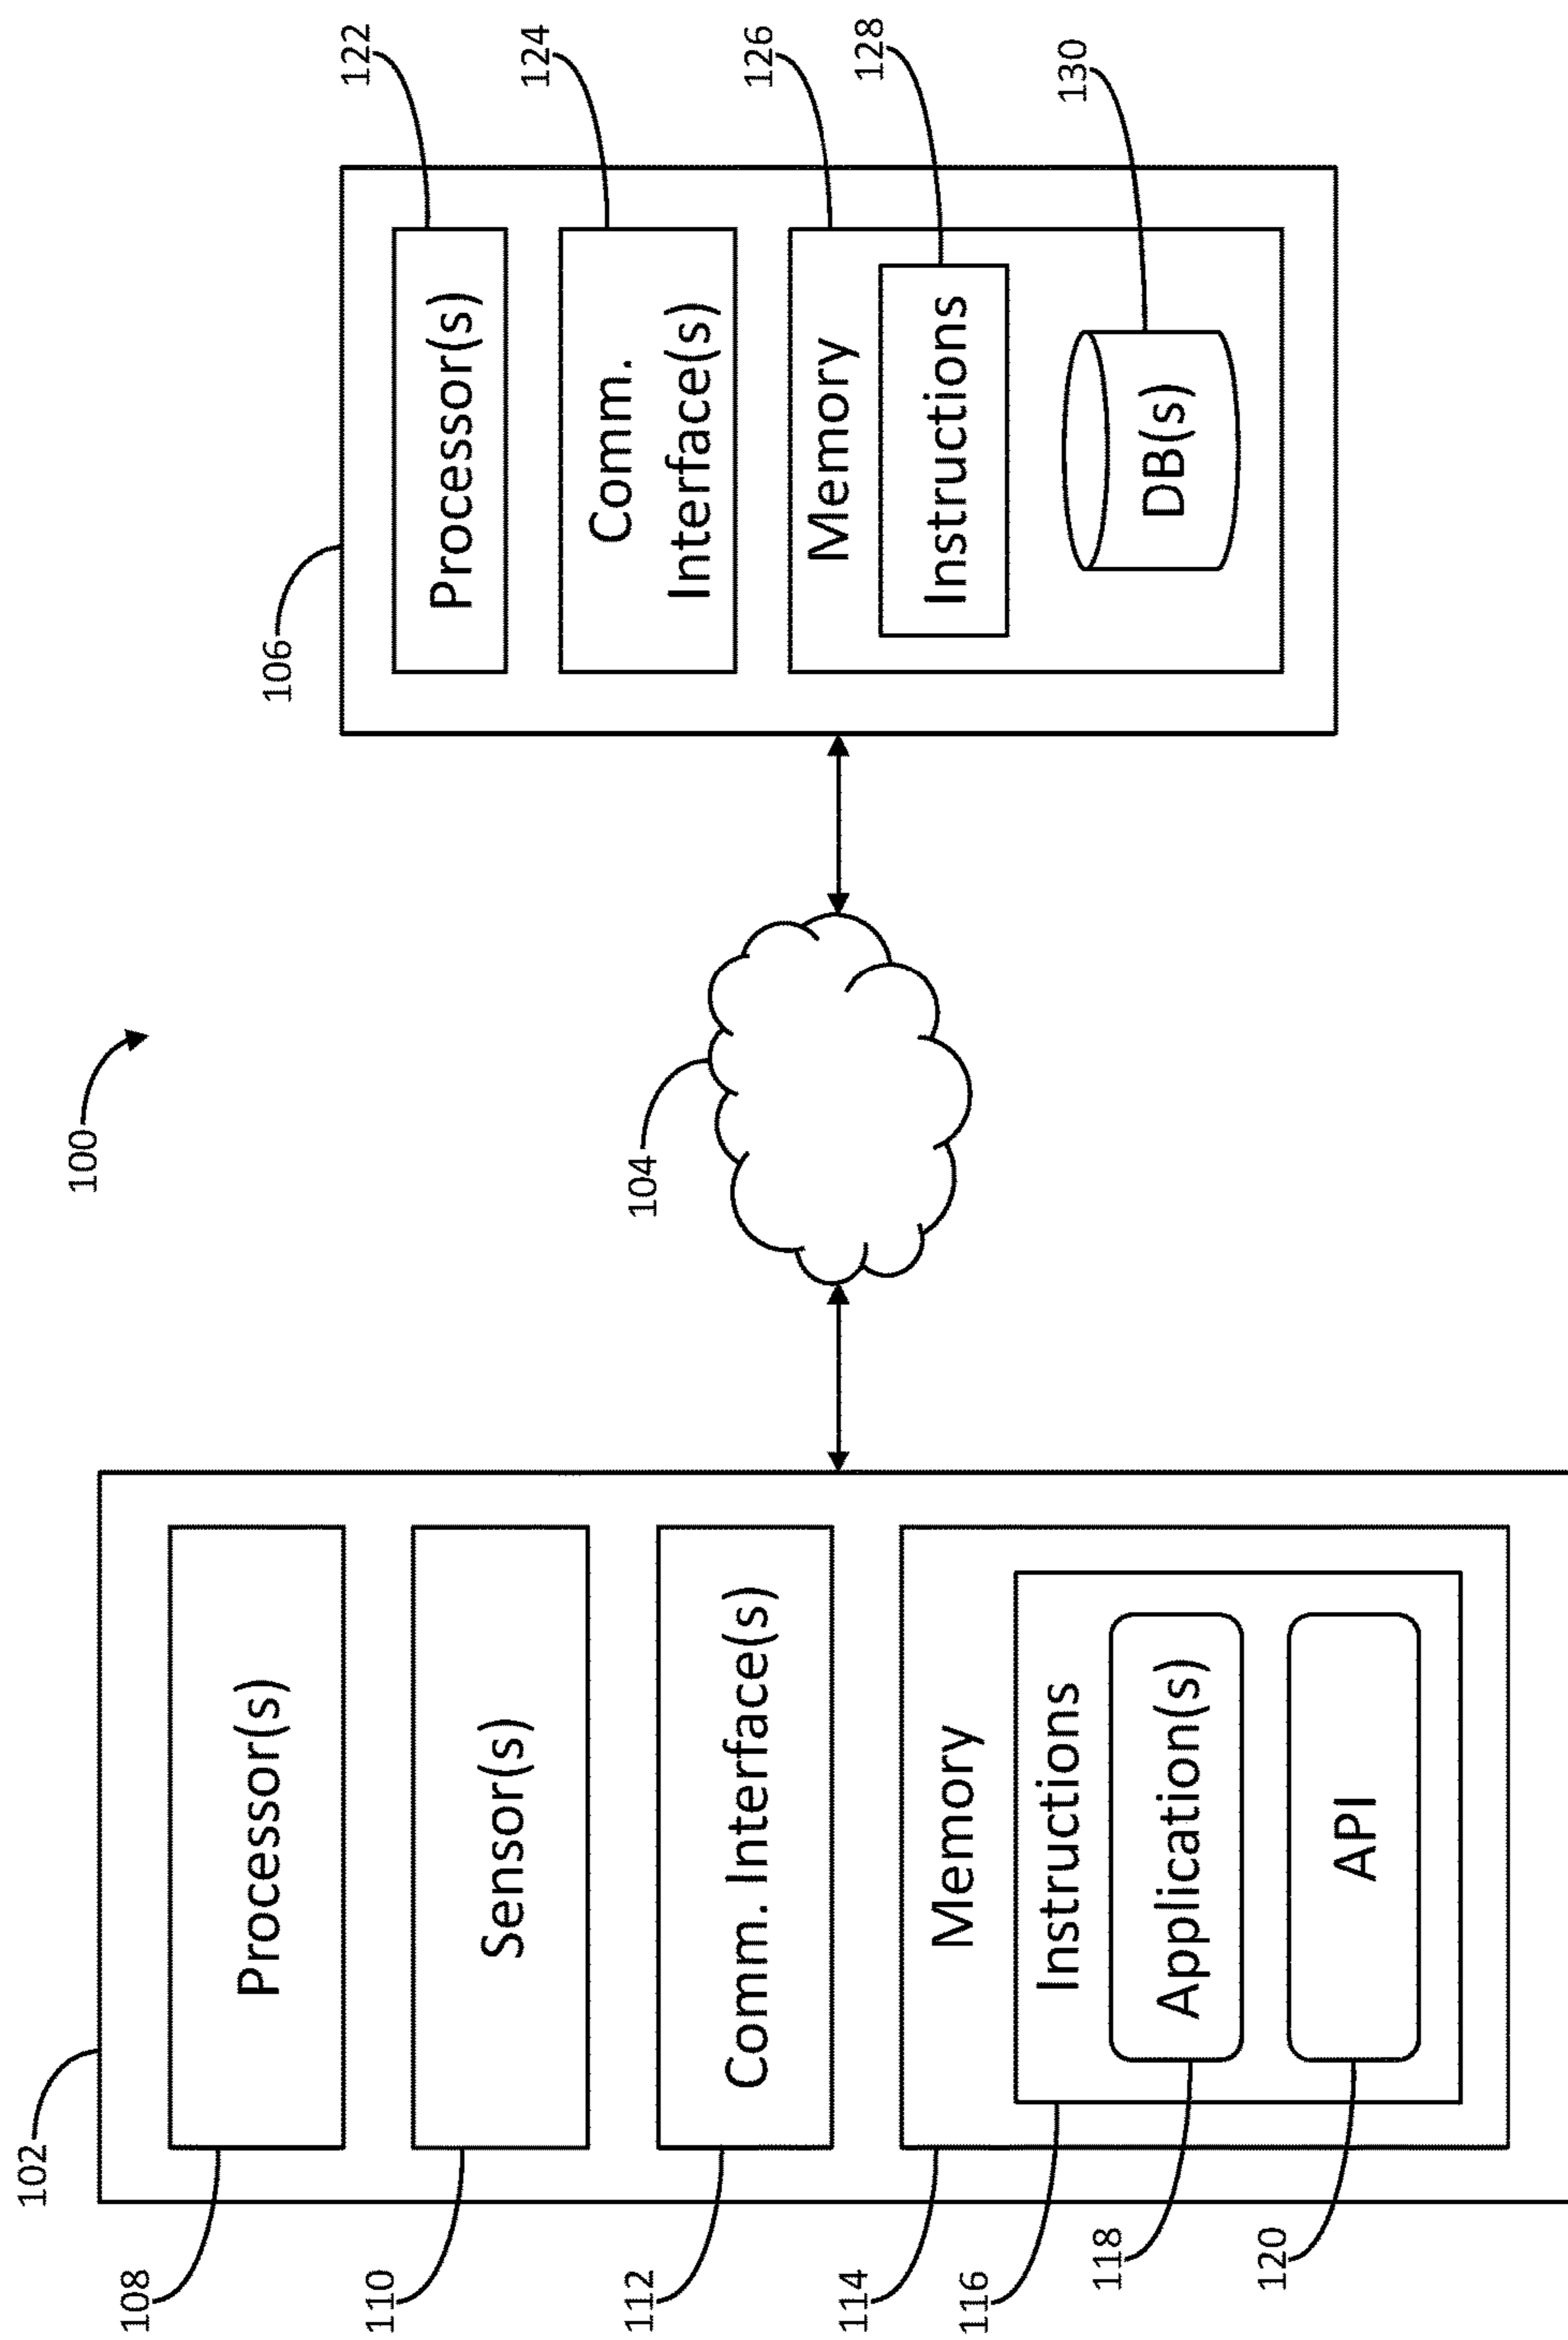 100
102
108
Processor(s)
110
Sensor(s)
112
Comm. Interface(s)
114
Memory
116
Instructions
118
Application(s)
120
API
104
106
Processor(s)
122
Comm.
Interface(s)
124
Memory
126
Instructions
128
DB(s)
130